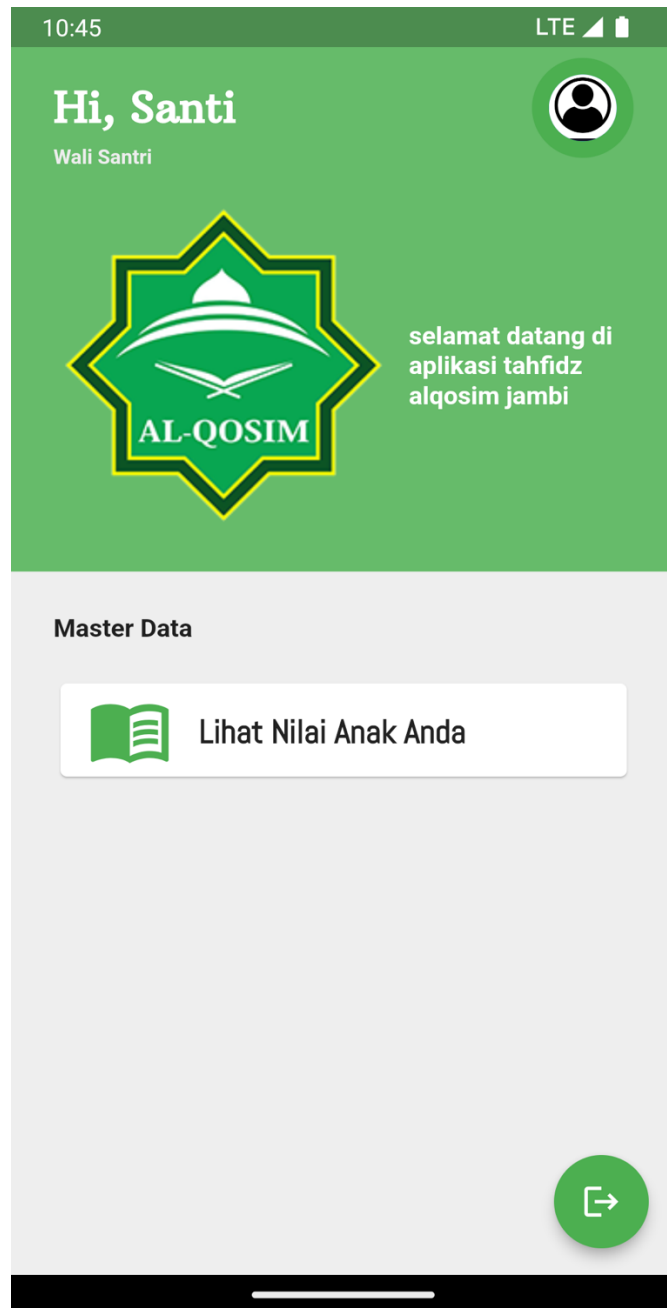 10:45
LTE
Hi, Santi
Wali Santri
AL-QOSIM
selamat datang di
aplikasi tahfidz
alqosim jambi
Master Data
Lihat Nilai Anak Anda